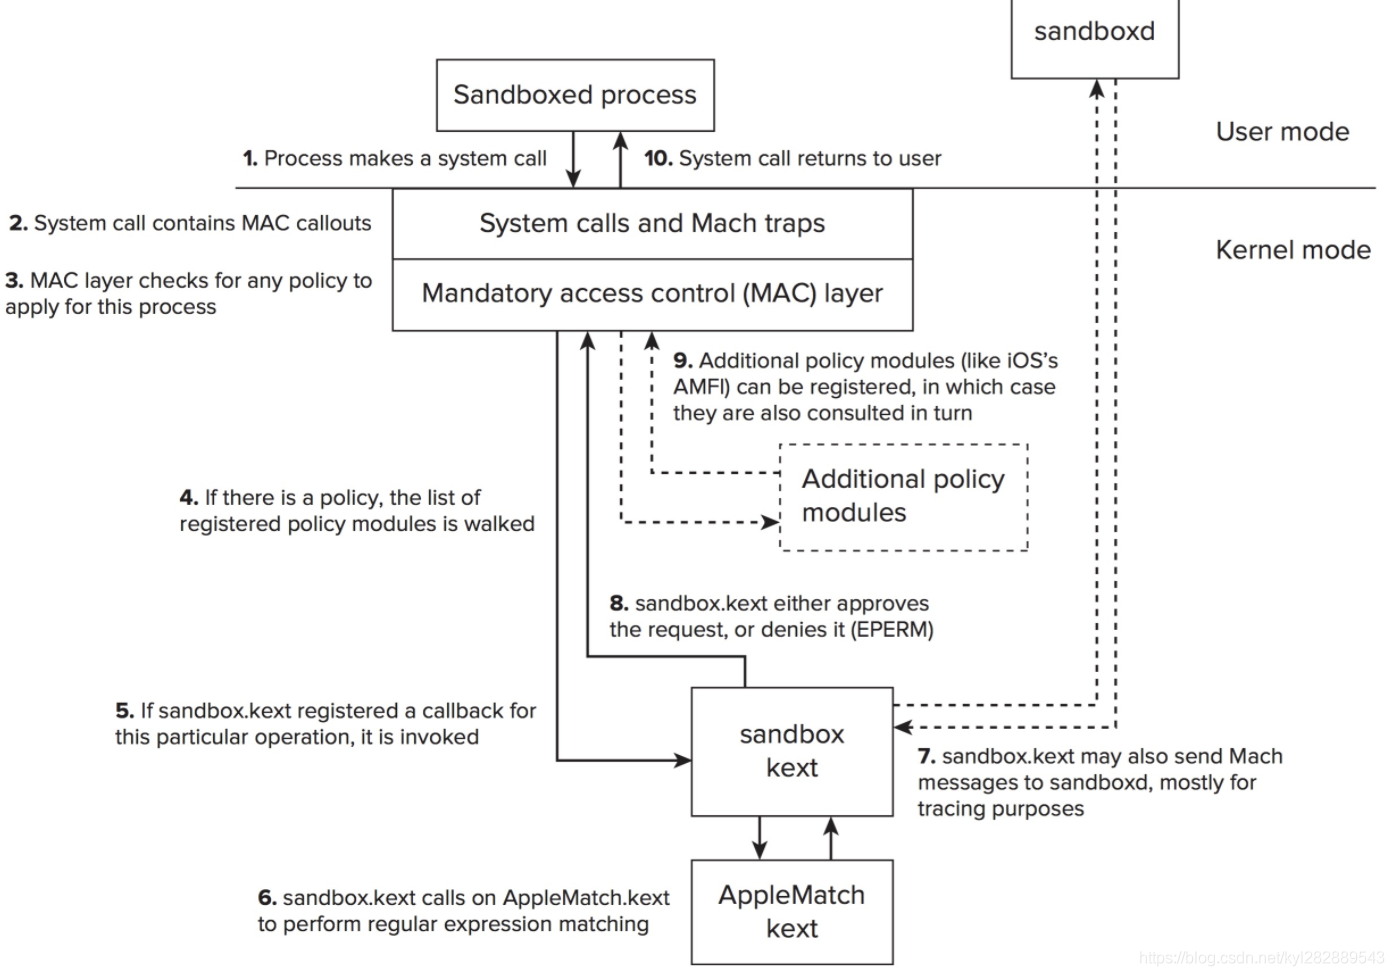 sandboxd
Sandboxed process
User mode
1. Process makes a system call
10. System call returns to user
2. System call contains MAC callouts
System calls and Mach traps
Kernel mode
3. MAC layer checks for any policy to
apply for this process
Mandatory access control (MAC) layer
9. Additional policy modules (like iOS’s
AMFI) can be registered, in which case
they are also consulted in turn
Additional policy
modules
4. If there is a policy, the list of
registered policy modules is walked
8. sandbox.kext either approves
the request, or denies it (EPERM)
5. If sandbox.kext registered a callback for
this particular operation, it is invoked
sandbox
kext
7. sandbox.kext may also send Mach
messages to sandboxd, mostly for
tracing purposes
6. sandbox.kext calls on AppleMatch.kext
to perform regular expression matching
AppleMatch
kext
https://blog.csdn.net/kyl282889543